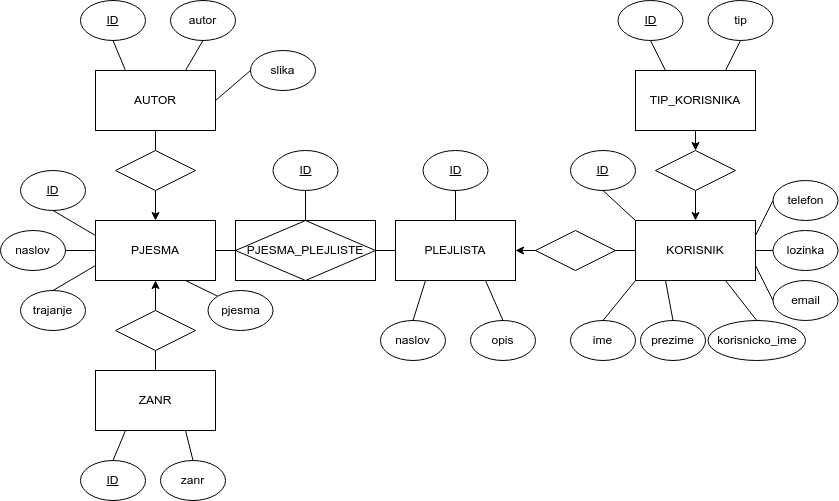 ID
autor
ID
tip
slika
AUTOR
TIP_KORISNIKA
ID
ID
ID
ID
telefon
naslov
PJESMA
PJESMA_PLEJLISTE
PLEJLISTA
KORISNIK
lozinka
trajanje
pjesma
email
naslov
opis
ime
prezime
korisnicko_ime
ZANR
ID
zanr